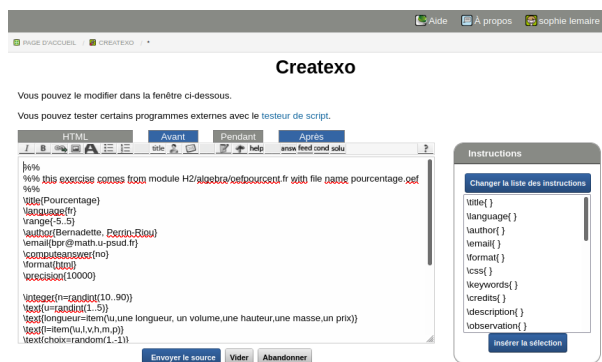 Aide À propos sophie lemaire
PAGE D'ACCUEIL / CREATEXO / *
Createxo
Vous pouvez le modifier dans la fenêtre ci-dessous.
Vous pouvez tester certains programmes externes avec le testeur de script.
HTML Avant Pendant Après
I B A title help answ feed cond solu ?
%%
%% this exercise comes from module H2/algebra/oefpourcent.fr with file name pourcentage.oef
%%
\title{Pourcentage}
\language{fr}
\range{-5..5}
\author{Bernadette, Perrin-Riou}
\email{bpr@math.u-psud.fr}
\computeanswer{no}
\format{html}
\precision{10000}
\integer{n=randint(10..90)}
\text{u=randint(1..5)}
\text{longueur=item(\u,une longueur, un volume,une hauteur,une masse,un prix)}
\text{l=item(\u,l,v,h,m,p)}
\text{choix=random(1,-1)}
Envoyer le source Vider Abandonner
Instructions
Changer la liste des instructions
\title{ }
\language{ }
\author{ }
\email{ }
\format{ }
\css{ }
\keywords{ }
\credits{ }
\description{ }
\observation{ }
Insérer la sélection